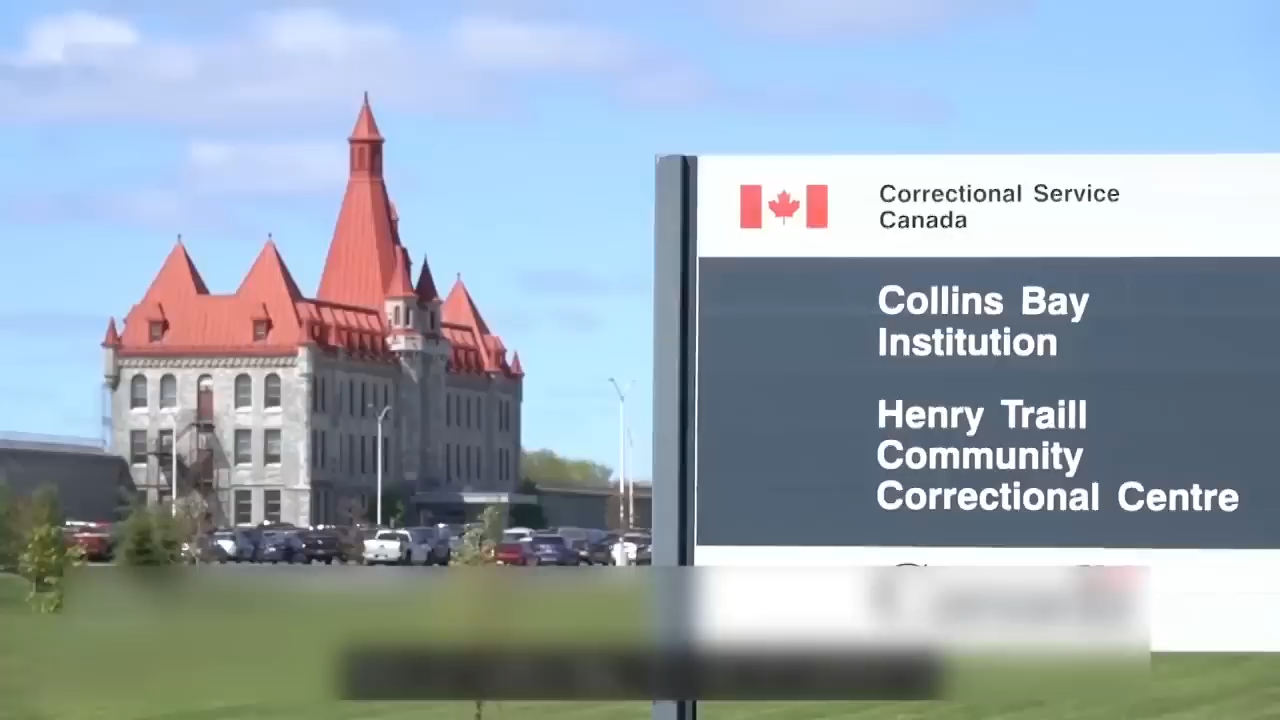 Correctional Service
Canada
Collins Bay
Institution
Henry Traill
Community
Correctional Centre